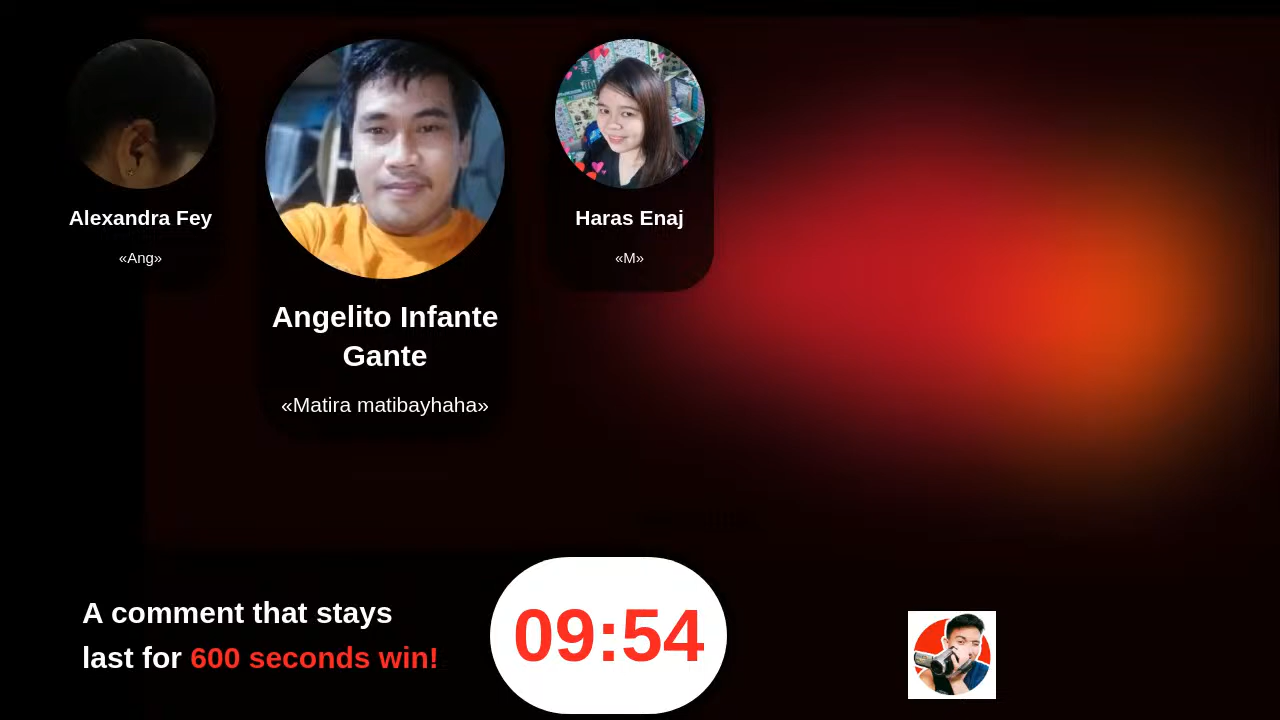 Alexandra Fey
«Ang»
Angelito Infante
Gante
«Matira matibayhaha»
Haras Enaj
«M»
A comment that stays
last for 600 seconds win!
09:54